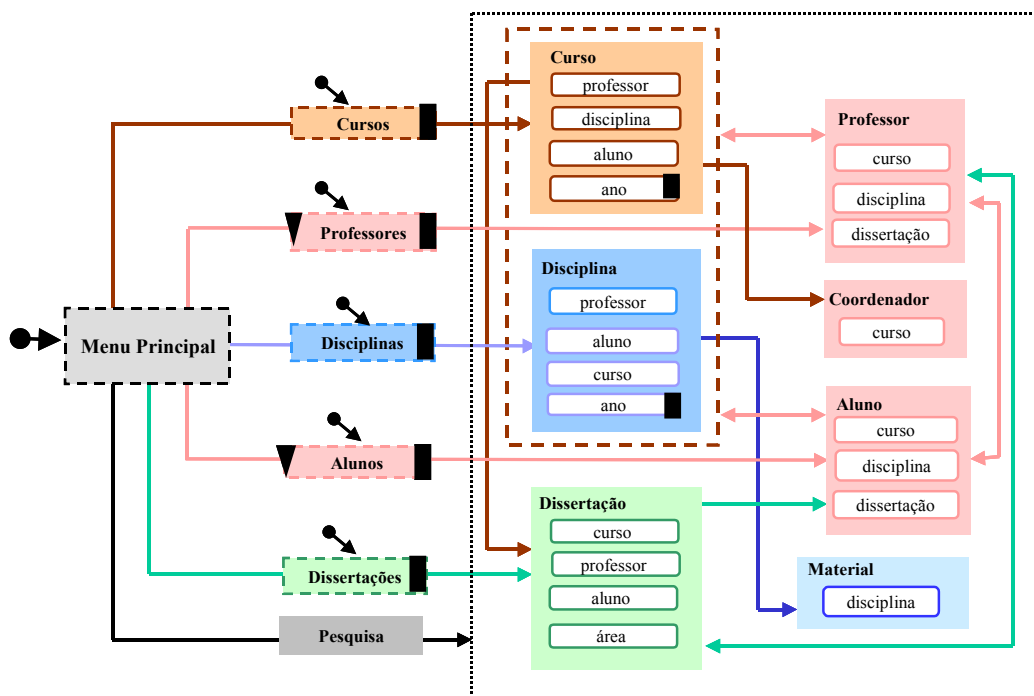 Menu Principal
Cursos
Professores
Disciplinas
Alunos
Dissertações
Pesquisa
Curso
professor
disciplina
aluno
ano
Disciplina
professor
aluno
curso
ano
Dissertação
curso
professor
aluno
área
Professor
curso
disciplina
dissertação
Coordenador
curso
Aluno
curso
disciplina
dissertação
Material
disciplina